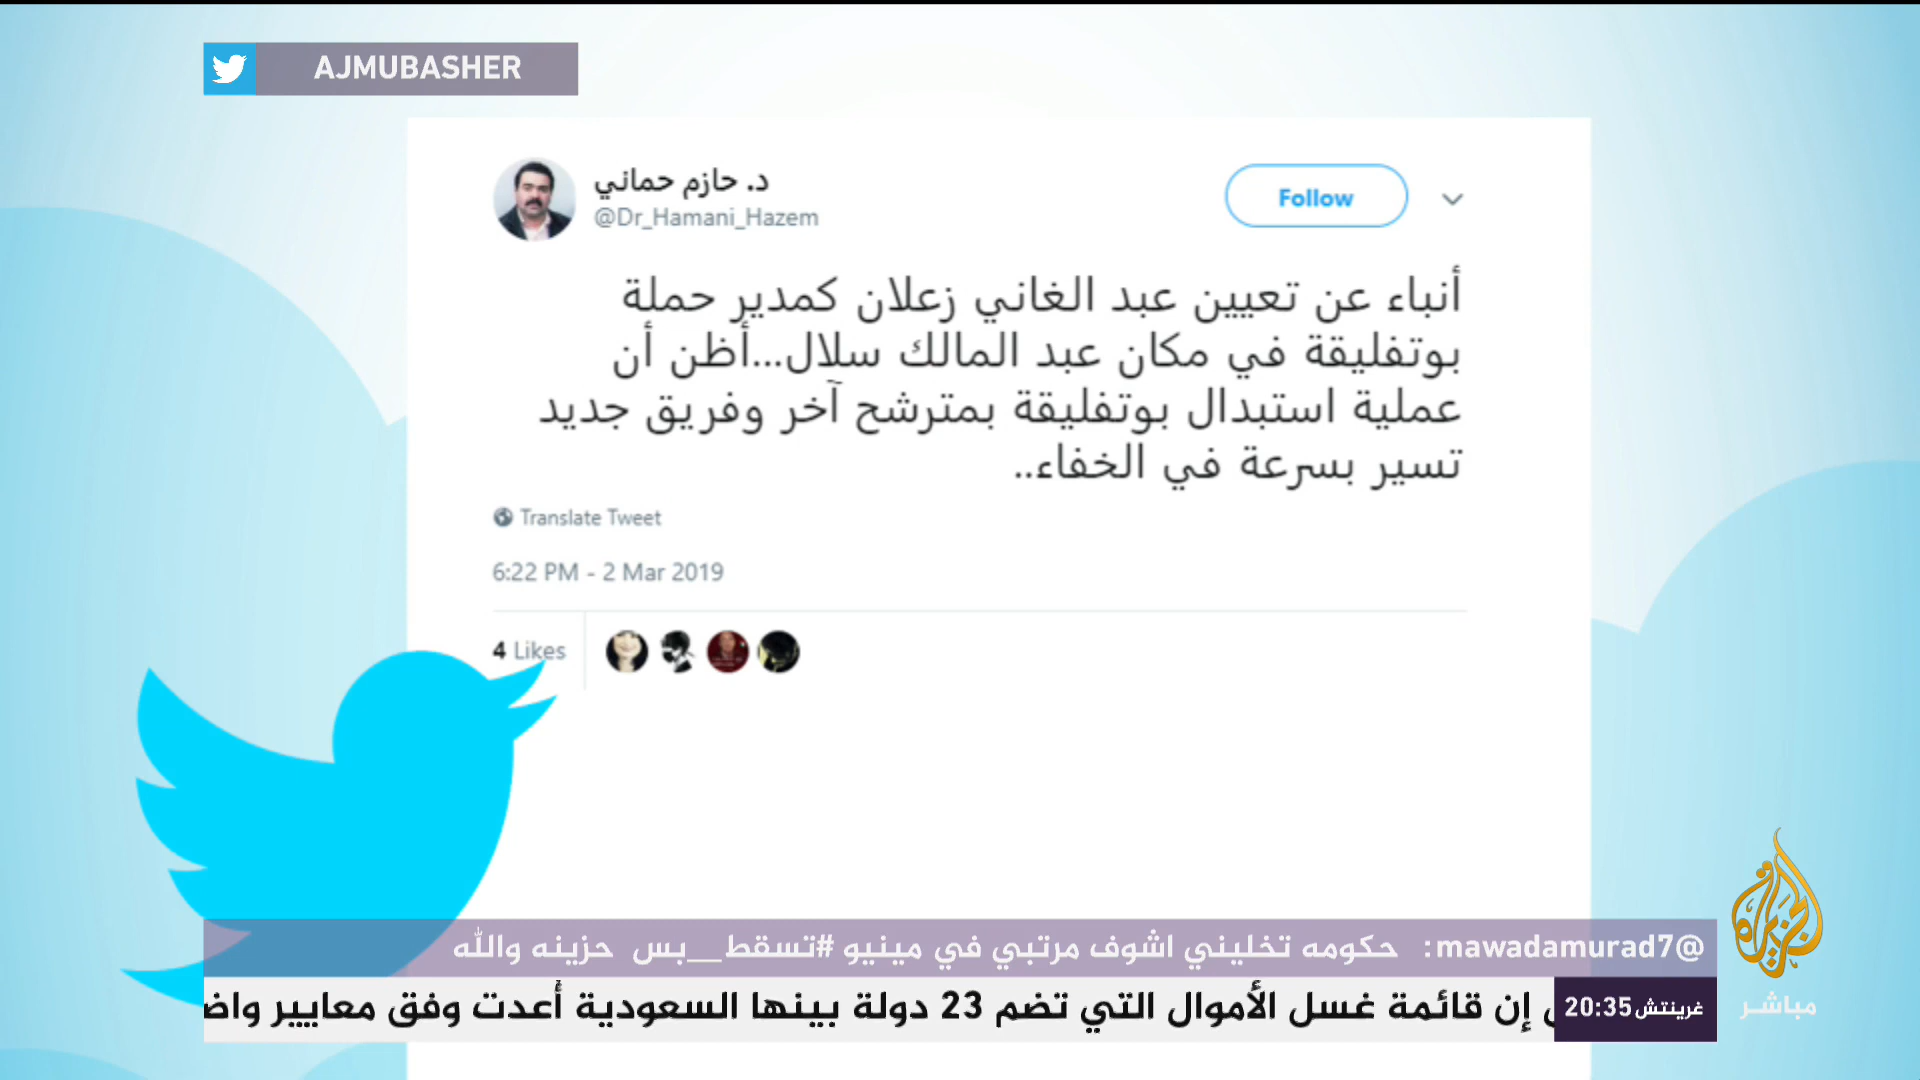 AJMUBASHER
د. حازم حماني
@Dr_Hamani_Hazem
Follow
أنباء عن تعيين عبد الغاني زعلان كمدير حملة
بوتفليقة في مكان عبد المالك سلال...أظن أن
عملية استبدال بوتفليقة بمترشح آخر وفريق جديد
تسير بسرعة في الخفاء..
Translate Tweet
6:22 PM - 2 Mar 2019
4 Likes
@mawadamurad7: حكومه تخليني اشوف مرتبي في مينيو #تسقط__بس حزينه والله
إن قائمة غسل الأموال التي تضم 23 دولة بينها السعودية أُعدت وفق معايير
20:35 غرينتش
الجزيرة
مباشر